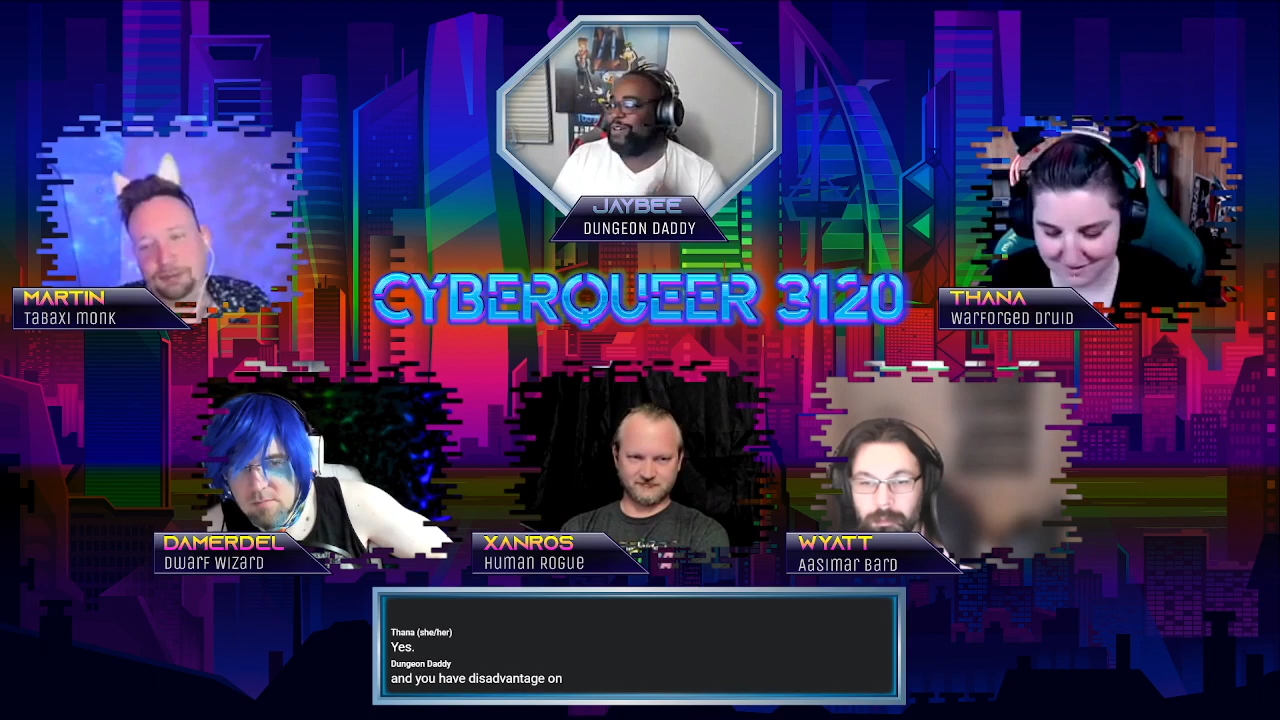 JAYBEE
DUNGEON DADDY
MARTIN
Tabaxi Monk
THANA
Warforged Druid
CYBERQUEER 3120
DAMERDEL
Dwarf Wizard
XANROS
Human Rogue
WYATT
Aasimar Bard
Thana (she/her)
Yes.
Dungeon Daddy
and you have disadvantage on